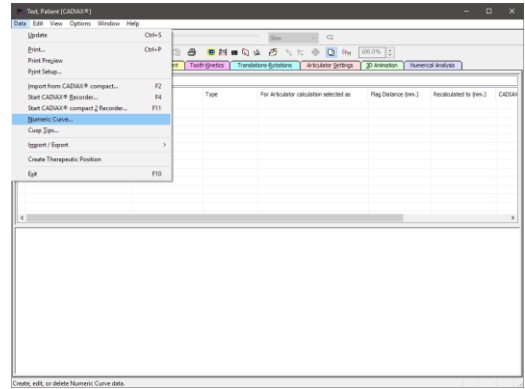 Test, Patient [CADIAX®]
Data Edit View Options Window Help
Update Ctrl+S
Print... Ctrl+P
Print Preview
Print Setup...
Import from CADIAX® compact... F2
Start CADIAX® Recorder... F4
Start CADIAX® compact 2 Recorder... F11
Numeric Curve...
Cusp Tips...
Import / Export
Create Therapeutic Position
Exit F10
Slow
100.0%
Tooth Kinetics Translations-Rotations Articulator Settings 3D Animation Numerical Analysis
Type For Articulator calculation selected as Flag Distance (mm.) Recalculated to (mm.) CADIAX
Create, edit, or delete Numeric Curve data.